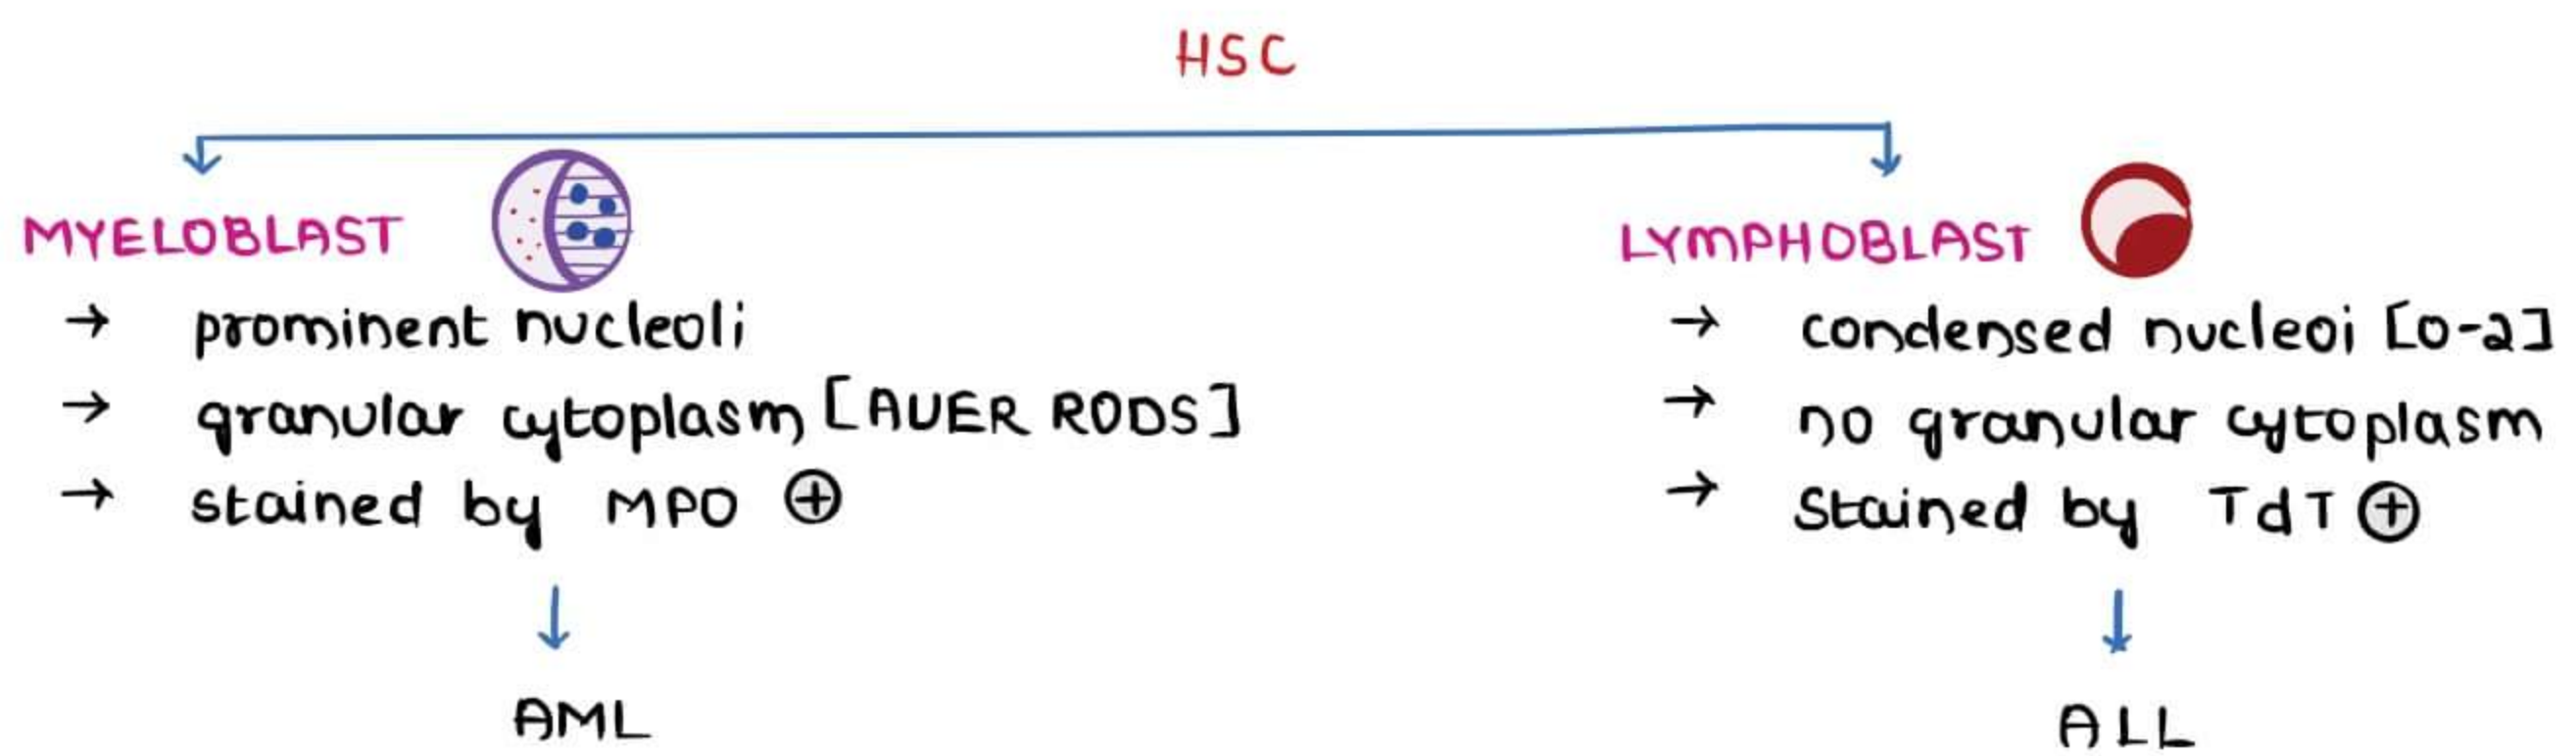 HSC
MYELOBLAST
→ prominent nucleoli
→ granular cytoplasm [AUER RODS]
→ stained by MPO ⊕
↓
AML
LYMPHOBLAST
→ condensed nucleoi [0-2]
→ no granular cytoplasm
→ Stained by TdT ⊕
↓
ALL